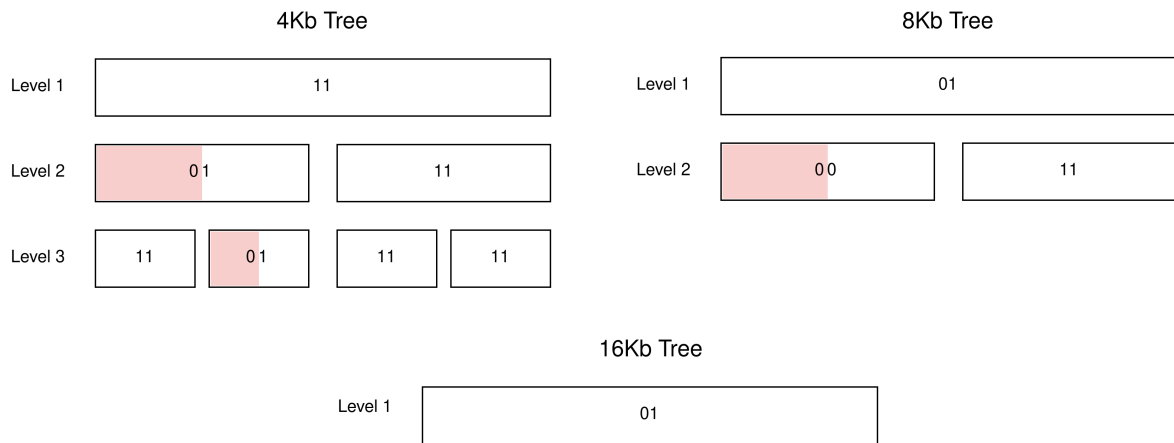 4Kb Tree
Level 1 11
Level 2 01 11
Level 3 11 01 11 11
8Kb Tree
Level 1 01
Level 2 00 11
16Kb Tree
Level 1 01